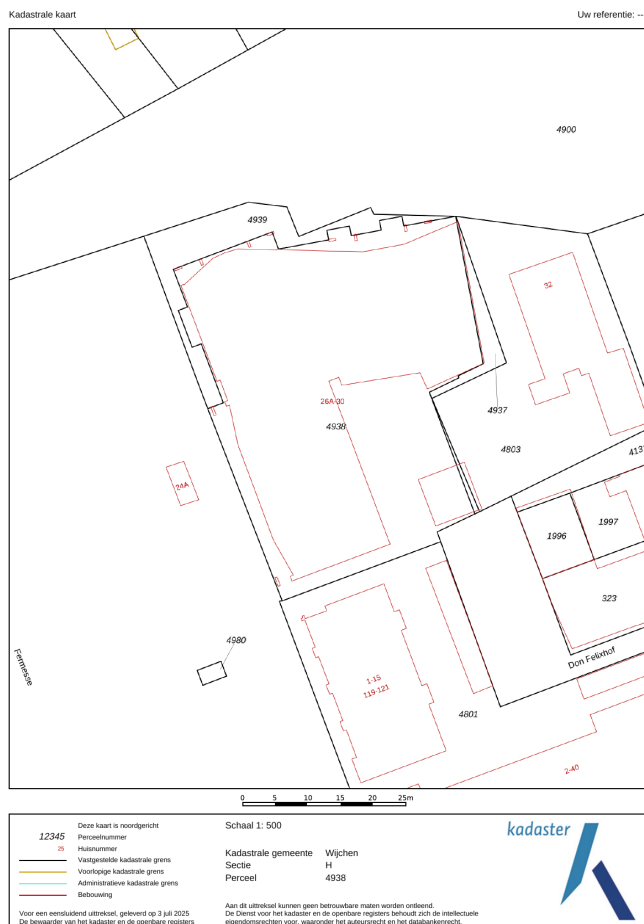 Kadastrale kaart
Uw referentie: --
4900
4939
32
26A-30
4938
4937
4803
24A
1996
1997
323
Don Felixhof
4980
Fermesse
1-15
119-121
4801
2-40
0 5 10 15 20 25m
Deze kaart is noordgericht
12345 Perceelnummer
25 Huisnummer
Vastgestelde kadastrale grens
Voorlopige kadastrale grens
Administratieve kadastrale grens
Bebouwing
Voor een eensluidend uittreksel, geleverd op 3 juli 2025
De bewaarder van het kadaster en de openbare registers
Schaal 1: 500
Kadastrale gemeente Wijchen
Sectie H
Perceel 4938
Aan dit uittreksel kunnen geen betrouwbare maten worden ontleend.
De Dienst voor het kadaster en de openbare registers behoudt zich de intellectuele
eigendomsrechten voor, waaronder het auteursrecht en het databankenrecht.
kadaster